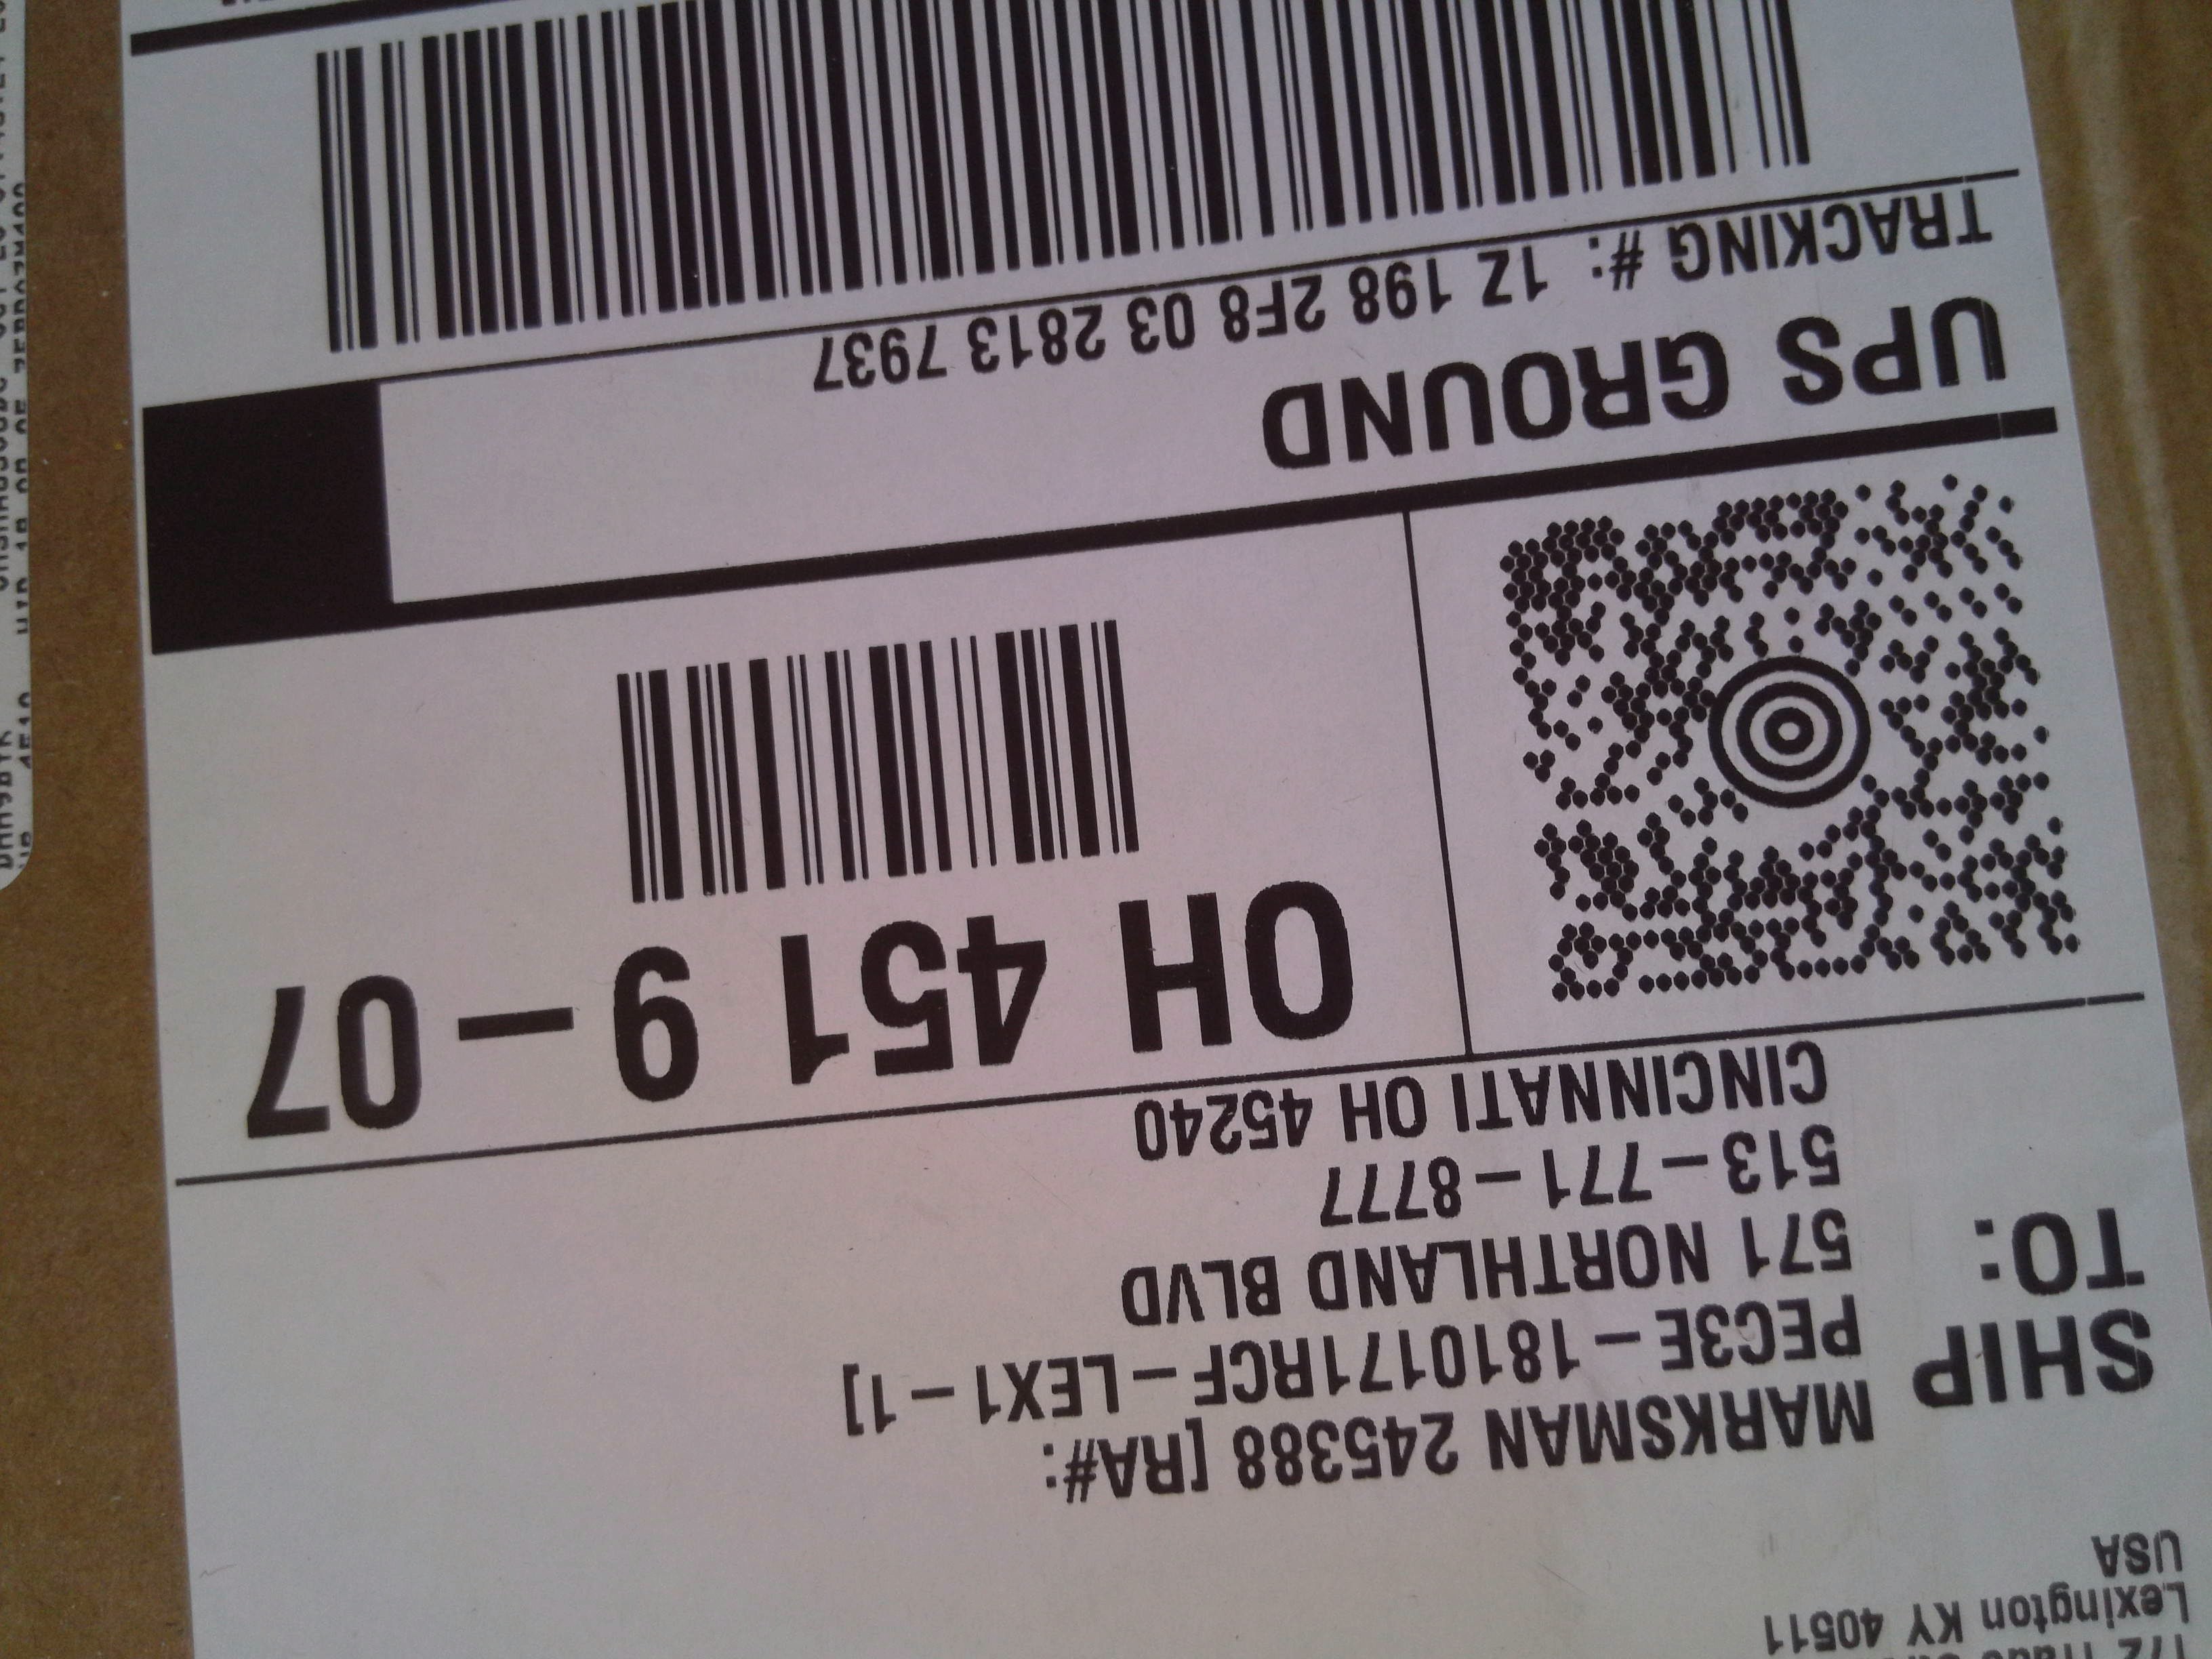 Lexington KY 40511
USA
SHIP
TO:
MARKSMAN 245388 [RA#:
PEC3E-1810171RCF-LEX1-1]
571 NORTHLAND BLVD
513-771-8777
CINCINNATI OH 45240
OH 451 9-07
UPS GROUND
TRACKING #: 1Z 198 2F8 03 2813 7937